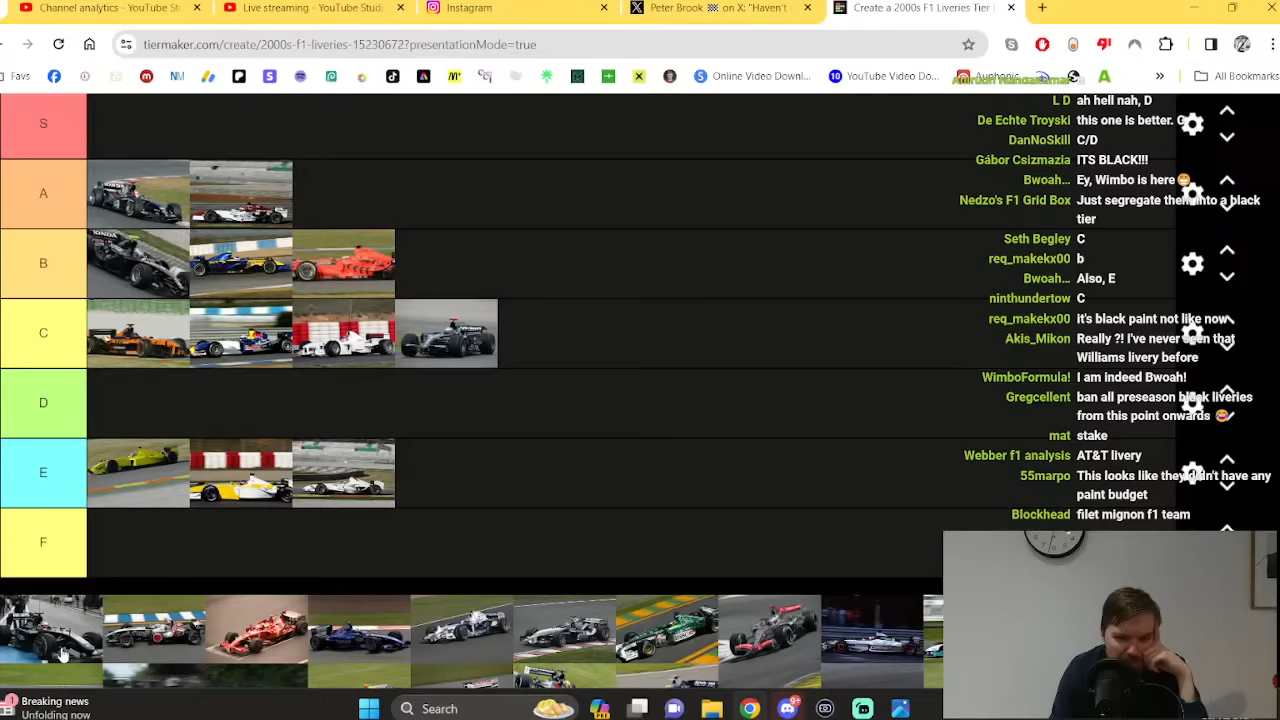 Channel analytics - YouTube St
Live streaming - YouTube Studi
Instagram
Peter Brook on X: "Haven't
Create a 2000s F1 Liveries Tier
tiermaker.com/create/2000s-f1-liveries-15230672?presentationMode=true
Favs
Online Video Down...
YouTube Video Do...
Auphonic
All Bookmarks
S
A
B
C
D
E
F
L D ah hell nah, D
De Echte Troyski this one is better. C
DanNoSkill C/D
Gábor Csizmazia ITS BLACK!!!
Bwoah... Ey, Wimbo is here😁
Nedzo's F1 Grid Box Just segregate them into a black
tier
Seth Begley C
req_makekx00 b
Bwoah... Also, E
ninthundertow C
req_makekx00 it's black paint not like now
Akis_Mikon Really ?! I've never seen that
Williams livery before
WimboFormula! I am indeed Bwoah!
Gregcellent ban all preseason black liveries
from this point onwards 😂
mat stake
Webber f1 analysis AT&T livery
55marpo This looks like they didn't have any
paint budget
Blockhead filet mignon f1 team
Breaking news
Unfolding now
Search